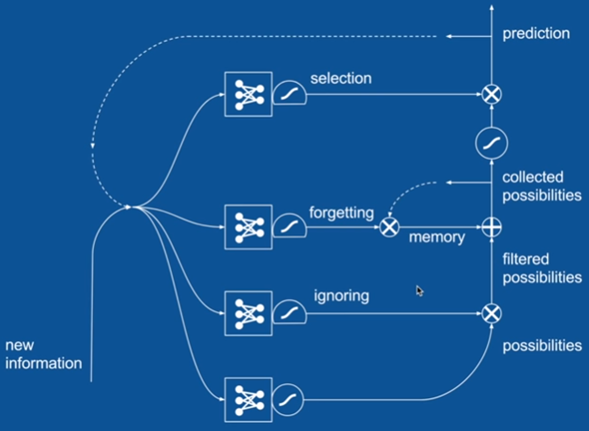 prediction
selection
collected
possibilities
forgetting
memory
filtered
possibilities
ignoring
new
information
possibilities